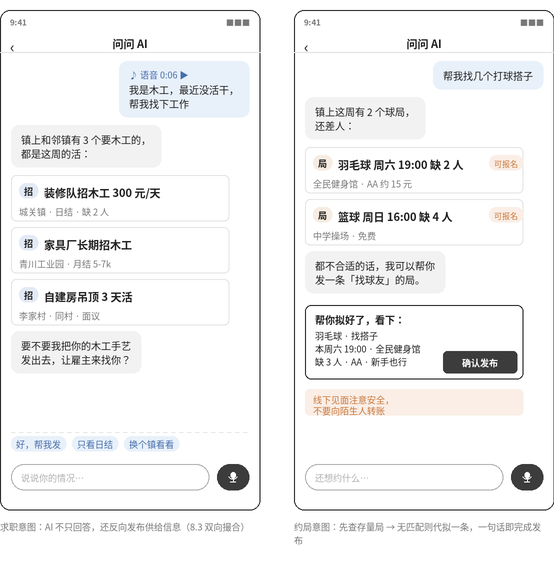 9:41
‹ 问问 AI
♪ 语音 0:06 ▶
我是木工，最近没活干，
帮我找下工作
镇上和邻镇有 3 个要木工的，
都是这周的活：
招 装修队招木工 300 元/天
城关镇 · 日结 · 缺 2 人
招 家具厂长期招木工
青川工业园 · 月结 5-7k
招 自建房吊顶 3 天活
李家村 · 同村 · 面议
要不要我把你的木工手艺
发出去，让雇主来找你？
好，帮我发 只看日结 换个镇看看
说说你的情况…
求职意图：AI 不只回答，还反向发布供给信息（8.3 双向撮合）
9:41
‹ 问问 AI
帮我找几个打球搭子
镇上这周有 2 个球局，
还差人：
局 羽毛球 周六 19:00 缺 2 人 可报名
全民健身馆 · AA 约 15 元
局 篮球 周日 16:00 缺 4 人 可报名
中学操场 · 免费
都不合适的话，我可以帮你
发一条「找球友」的局。
帮你拟好了，看下：
羽毛球 · 找搭子
本周六 19:00 · 全民健身馆
缺 3 人 · AA · 新手也行 确认发布
线下见面注意安全，
不要向陌生人转账
还想约什么…
约局意图：先查存量局 → 无匹配则代拟一条，一句话即完成发
布